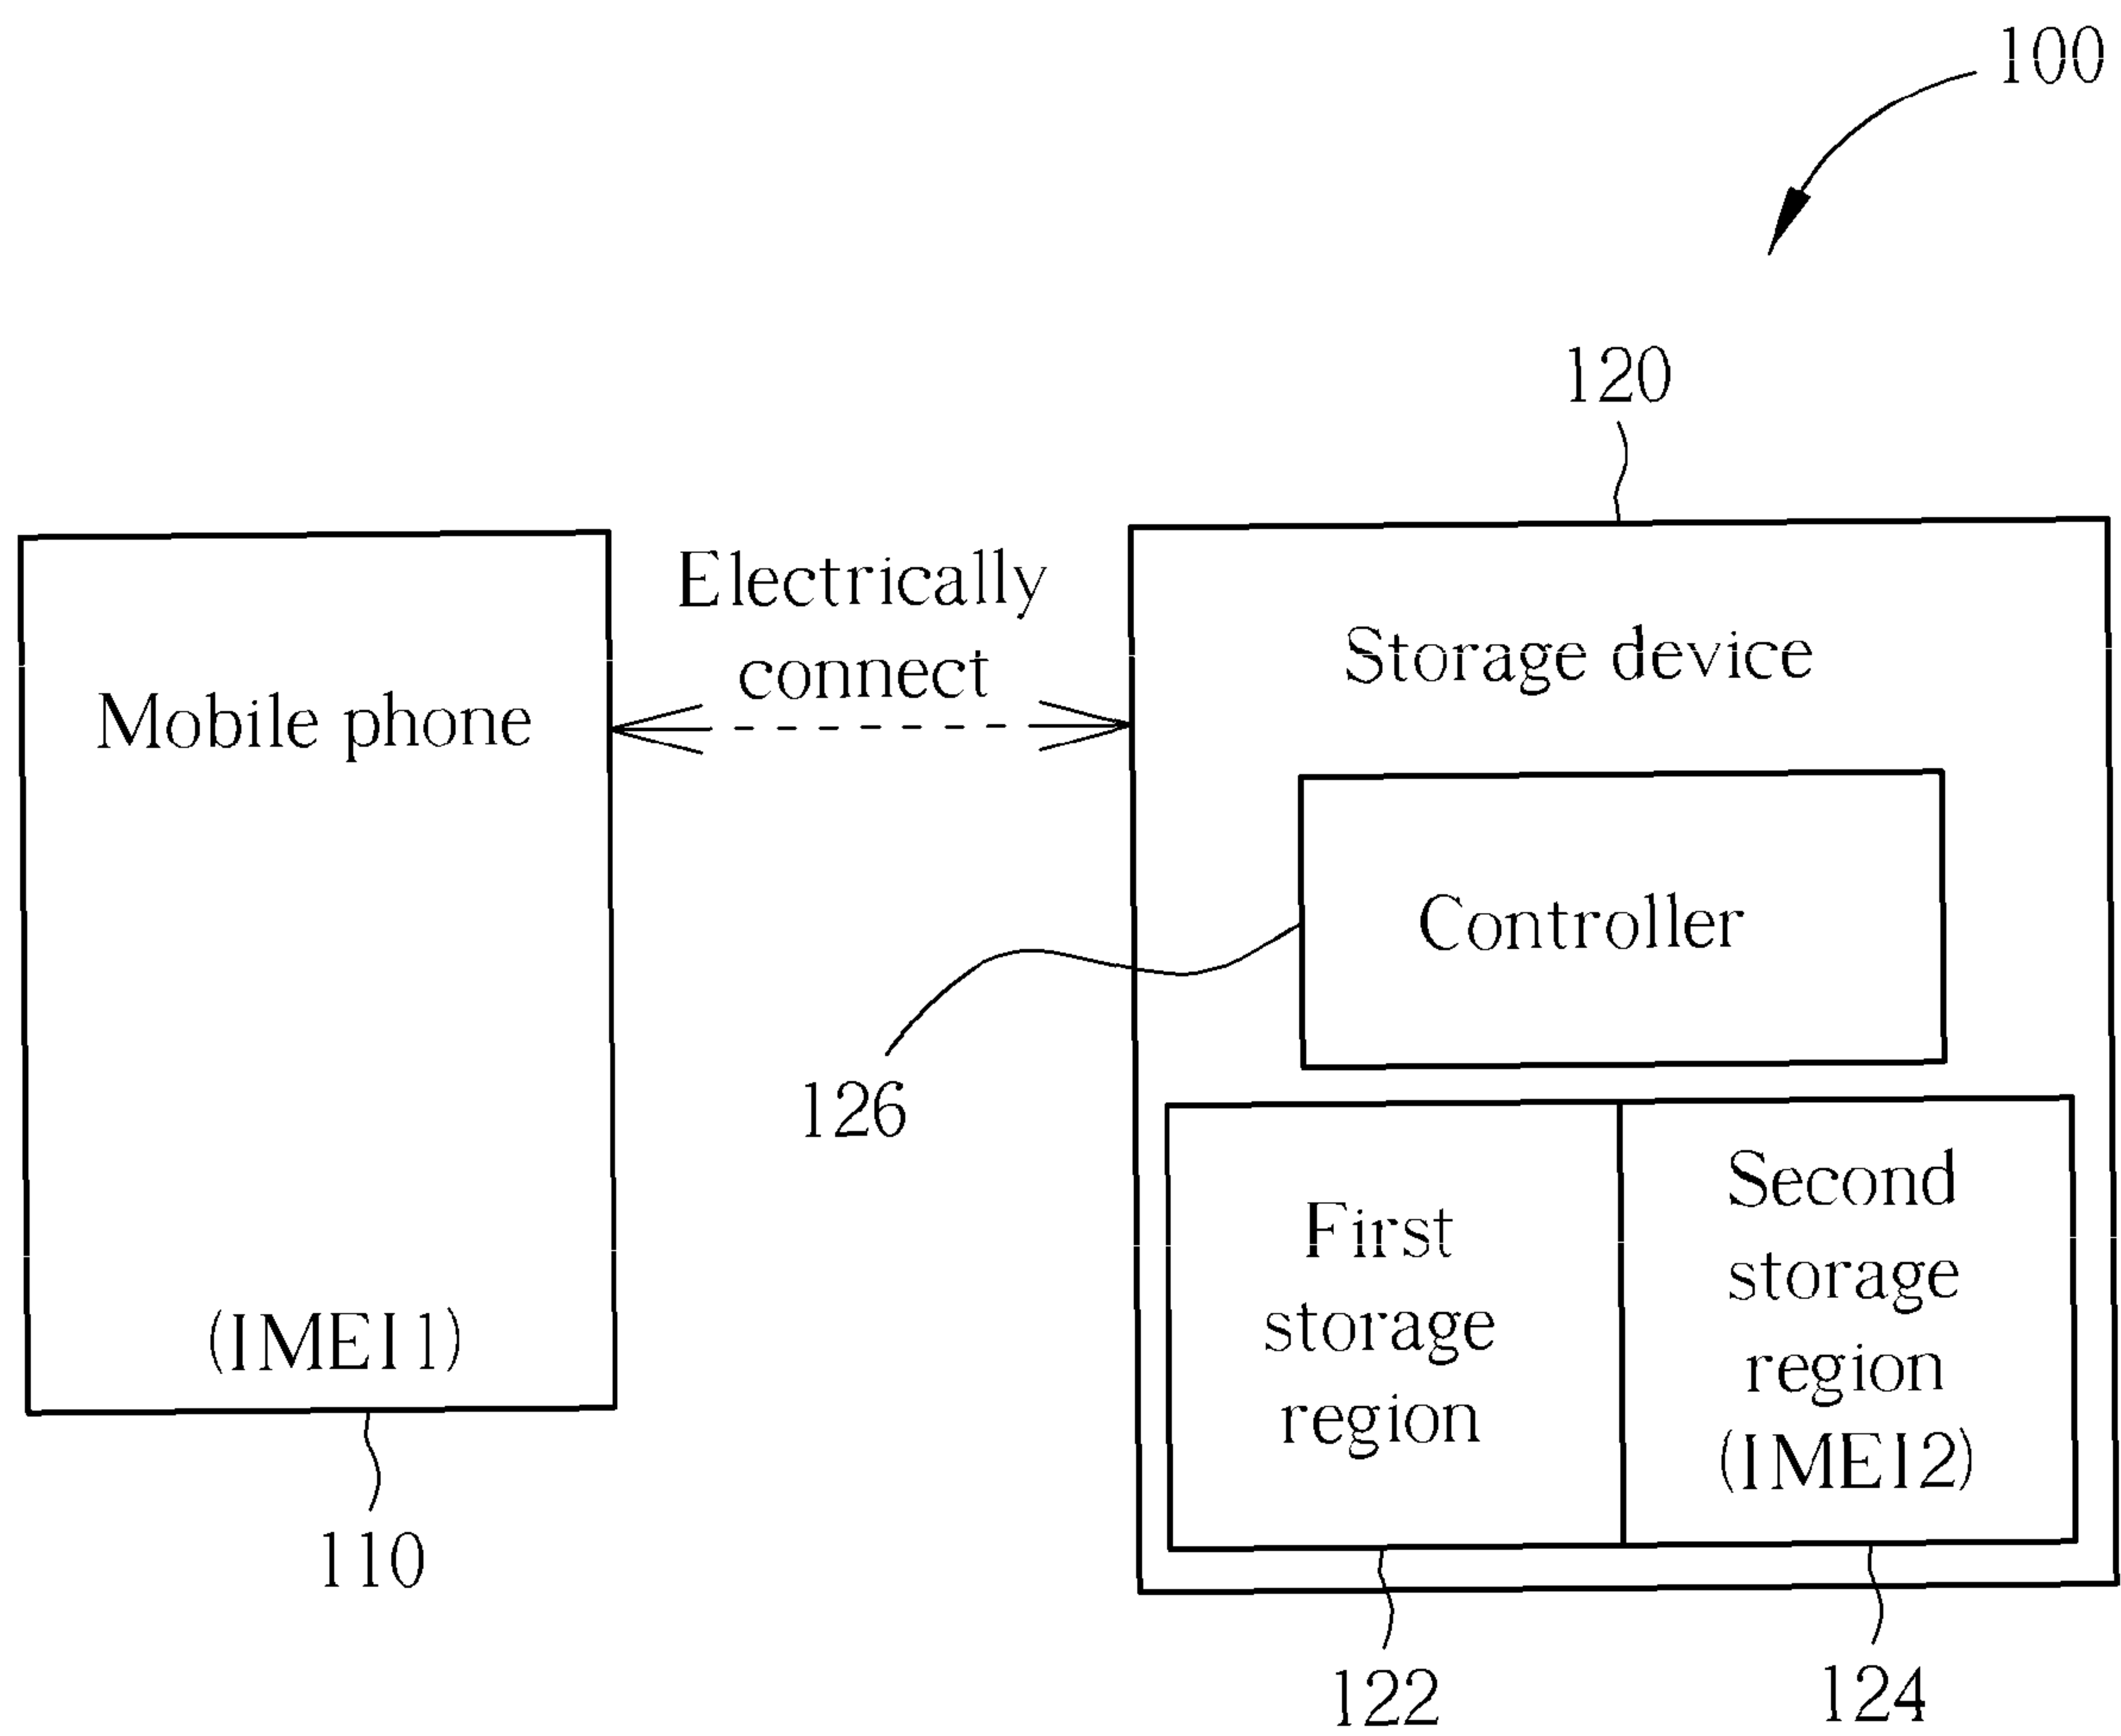 100
120
Electrically
connect
Storage device
Mobile phone
Controller
126
First
storage
region
Second
storage
region
(IMEI2)
(IMEI1)
110
122
124